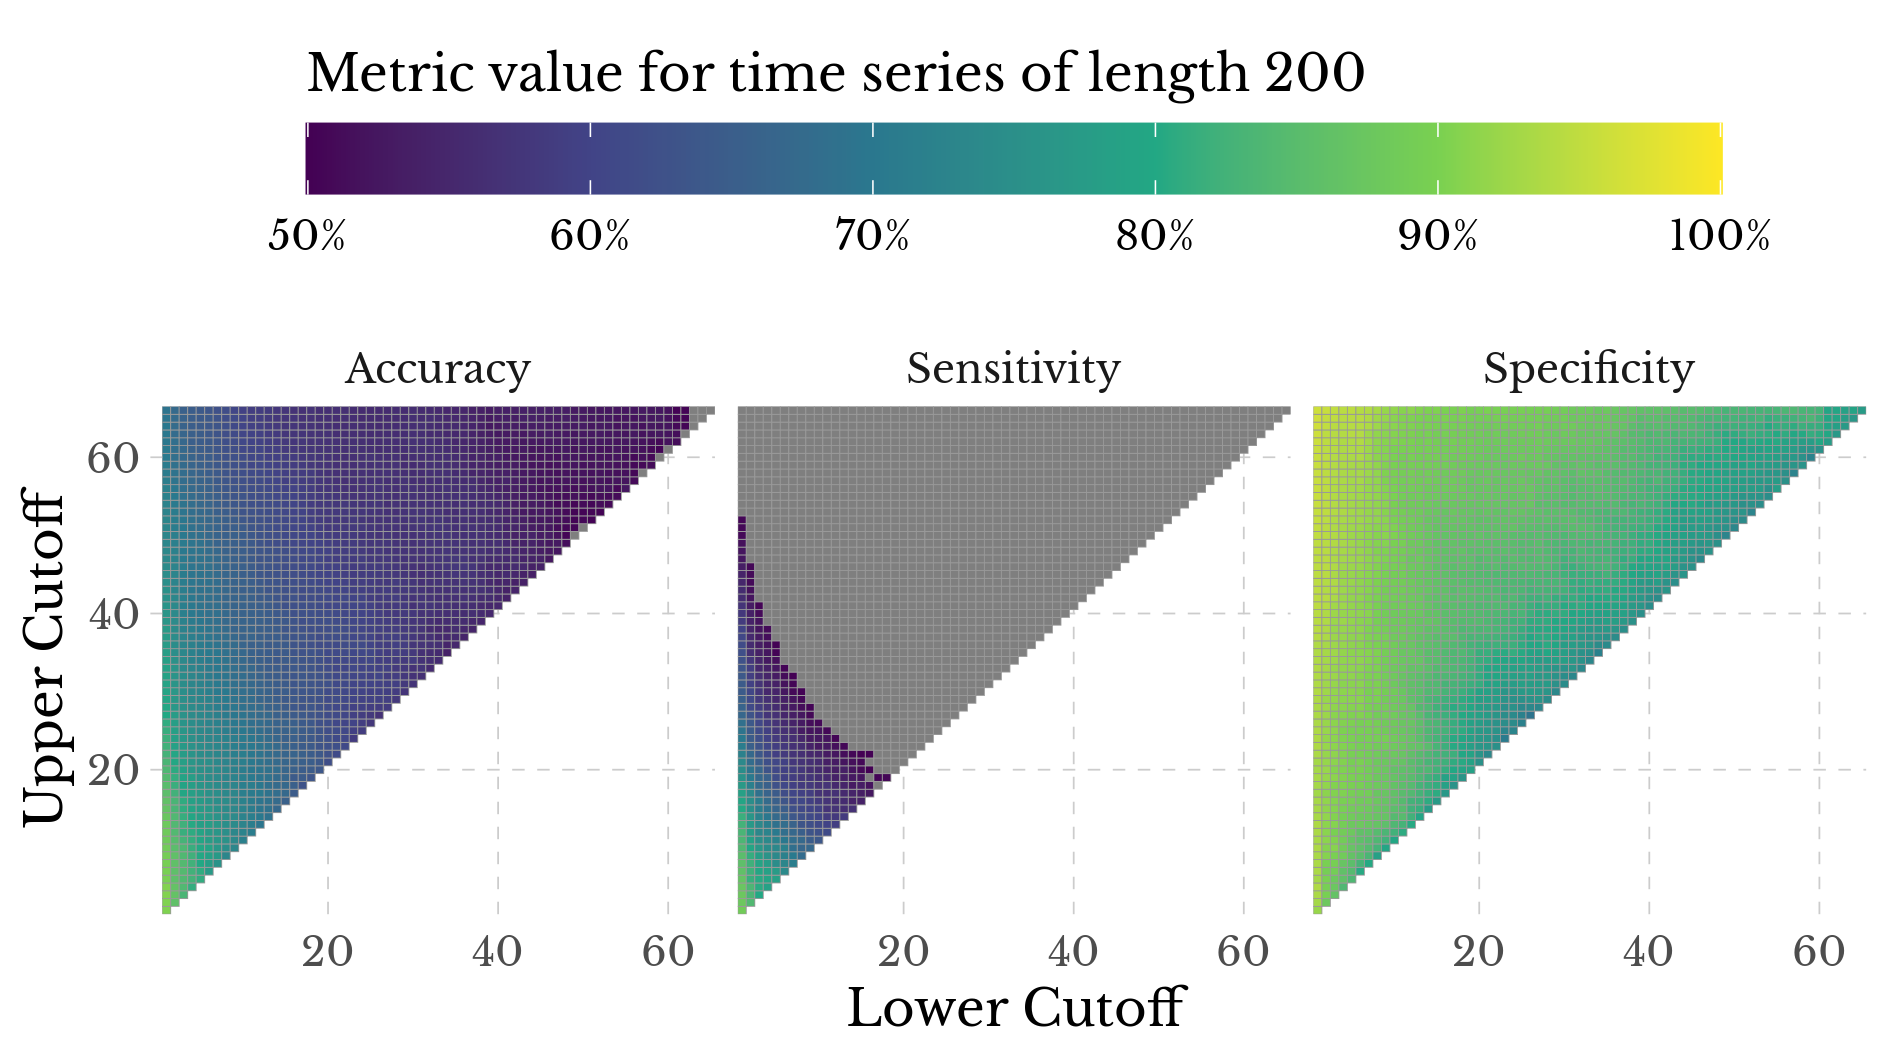 Metric value for time series of length 200
50% 60% 70% 80% 90% 100%
Accuracy Sensitivity Specificity
Upper Cutoff
60
40
20
20 40 60 20 40 60 20 40 60
Lower Cutoff